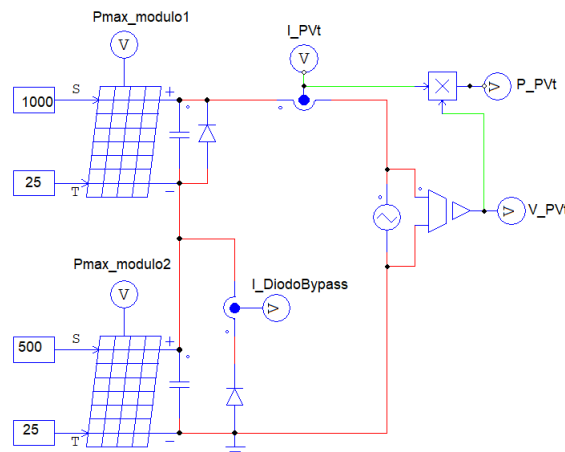 Pmax_modulo1
I_PVt
V
V
1000
S
+
P_PVt
V
25
T
−
V_PVt
V
Pmax_modulo2
V
I_DiodoBypass
V
500
S
+
25
T
−